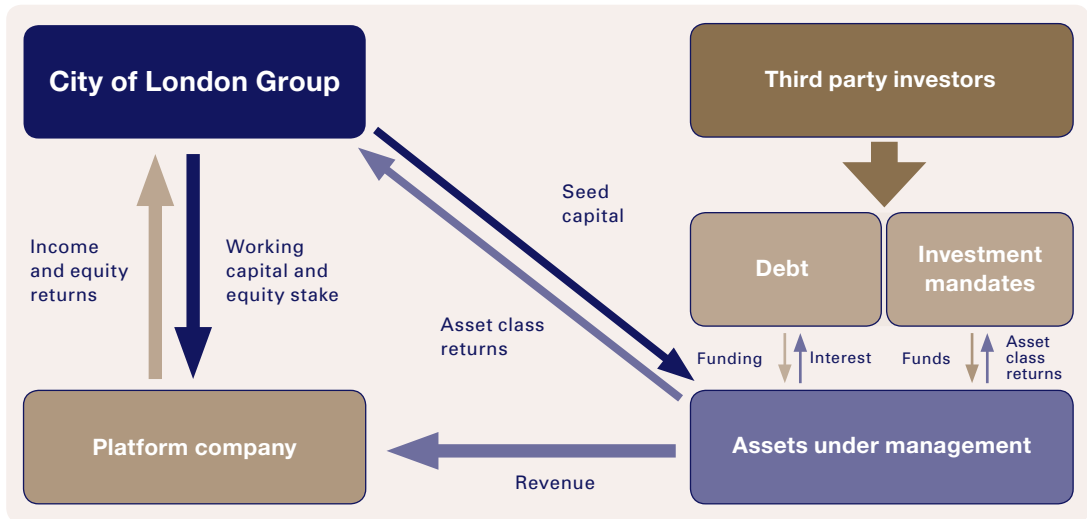 City of London Group
Third party investors
Seed
capital
Income
and equity
returns
Working
capital and
equity stake
Debt
Investment
mandates
Asset class
returns
Funding
Interest
Funds
Asset
class
returns
Platform company
Assets under management
Revenue